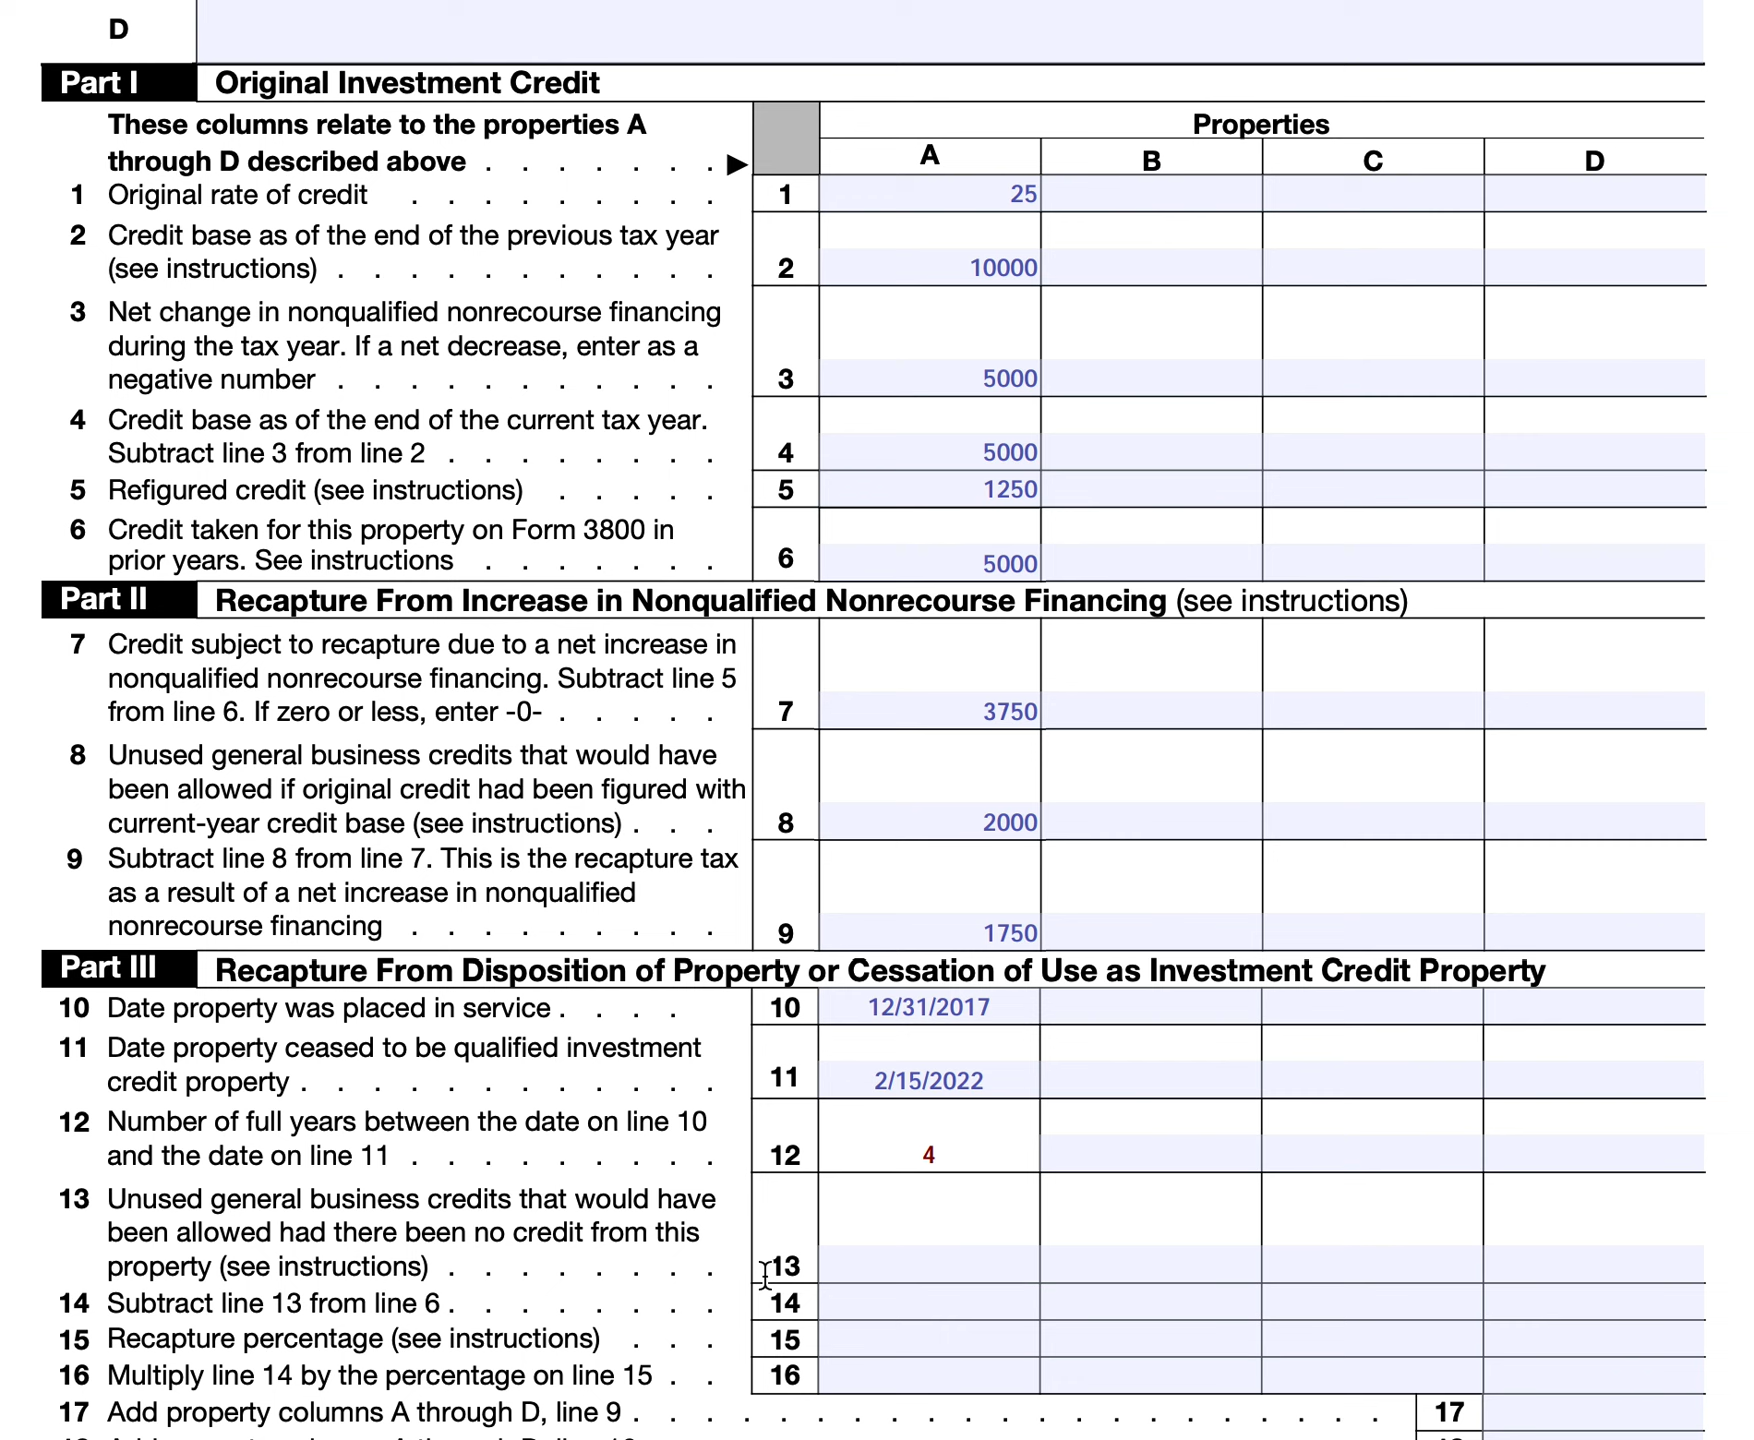 D
Part I Original Investment Credit
These columns relate to the properties A through D described above . . . . . . . ▶ Properties
A B C D
1 Original rate of credit . . . . . . . . . 1 25
2 Credit base as of the end of the previous tax year
(see instructions) . . . . . . . . . . . 2 10000
3 Net change in nonqualified nonrecourse financing
during the tax year. If a net decrease, enter as a
negative number . . . . . . . . . . . 3 5000
4 Credit base as of the end of the current tax year.
Subtract line 3 from line 2 . . . . . . . . 4 5000
5 Refigured credit (see instructions) . . . . . 5 1250
6 Credit taken for this property on Form 3800 in
prior years. See instructions . . . . . . . 6 5000
Part II Recapture From Increase in Nonqualified Nonrecourse Financing (see instructions)
7 Credit subject to recapture due to a net increase in
nonqualified nonrecourse financing. Subtract line 5
from line 6. If zero or less, enter -0- . . . . . 7 3750
8 Unused general business credits that would have
been allowed if original credit had been figured with
current-year credit base (see instructions) . . . 8 2000
9 Subtract line 8 from line 7. This is the recapture tax
as a result of a net increase in nonqualified
nonrecourse financing . . . . . . . . . 9 1750
Part III Recapture From Disposition of Property or Cessation of Use as Investment Credit Property
10 Date property was placed in service . . . . 10 12/31/2017
11 Date property ceased to be qualified investment
credit property . . . . . . . . . . . . 11 2/15/2022
12 Number of full years between the date on line 10
and the date on line 11 . . . . . . . . . 12 4
13 Unused general business credits that would have
been allowed had there been no credit from this
property (see instructions) . . . . . . . . 13
14 Subtract line 13 from line 6 . . . . . . . . 14
15 Recapture percentage (see instructions) . . . 15
16 Multiply line 14 by the percentage on line 15 . . 16
17 Add property columns A through D, line 9 . . . . . . . . . . . . . . . . . . . . 17